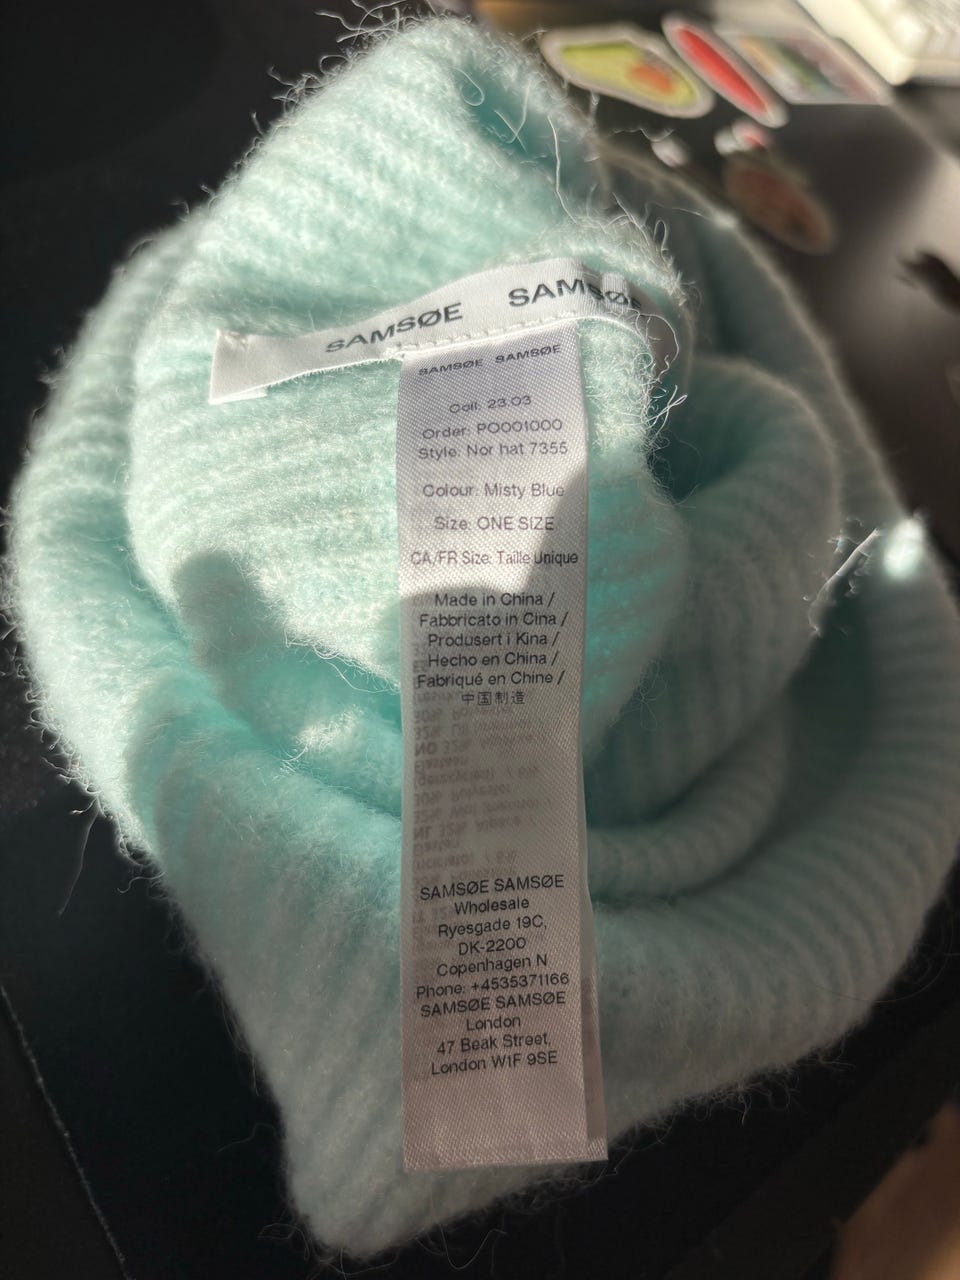 SAMSØE SAMSØE
SAMSØE SAMSØE
Coll: 23.03
Order: PO001000
Style: Nor hat 7355
Colour: Misty Blue
Size: ONE SIZE
CA/FR Size: Taille Unique
Made in China /
Fabbricato in Cina /
Produsert i Kina /
Hecho en China /
Fabriqué en Chine /
中国制造
SAMSØE SAMSØE
Wholesale
Ryesgade 19C,
DK-2200
Copenhagen N
Phone: +4535371166
SAMSØE SAMSØE
London
47 Beak Street,
London W1F 9SE